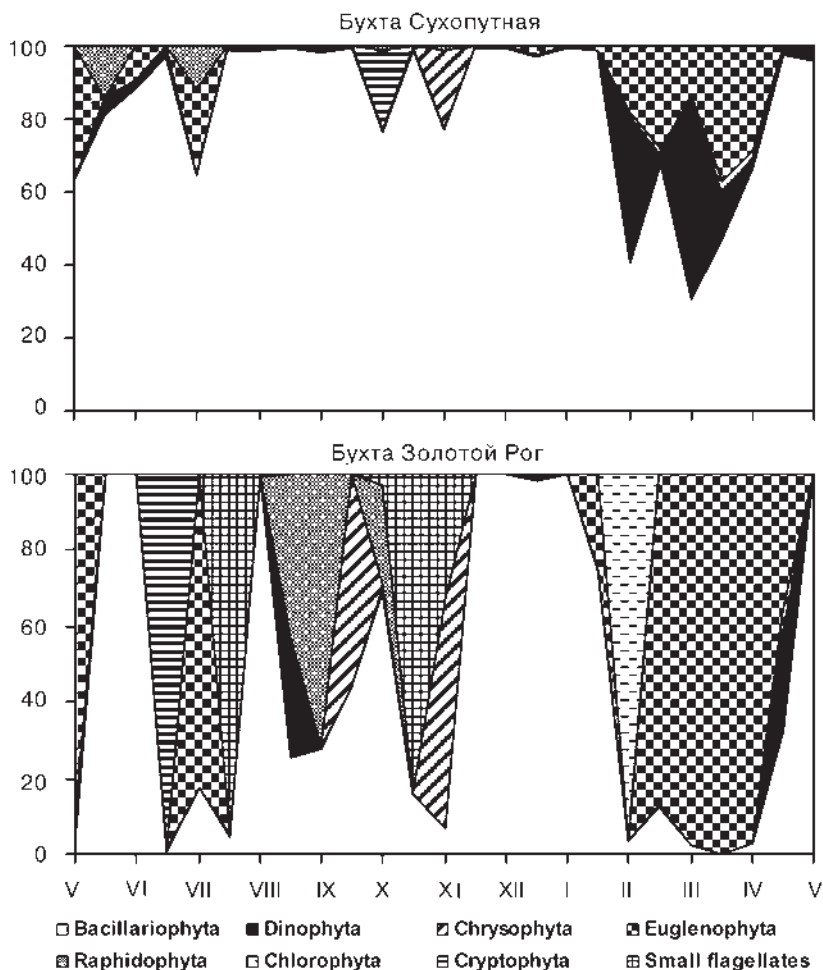 Бухта Сухопутная
100
80
60
40
20
0
Бухта Золотой Рог
100
80
60
40
20
0
V VI VII VIII IX X XI XII I II III IV V
Bacillariophyta Dinophyta Chrysophyta Euglenophyta
Raphidophyta Chlorophyta Cryptophyta Small flagellates